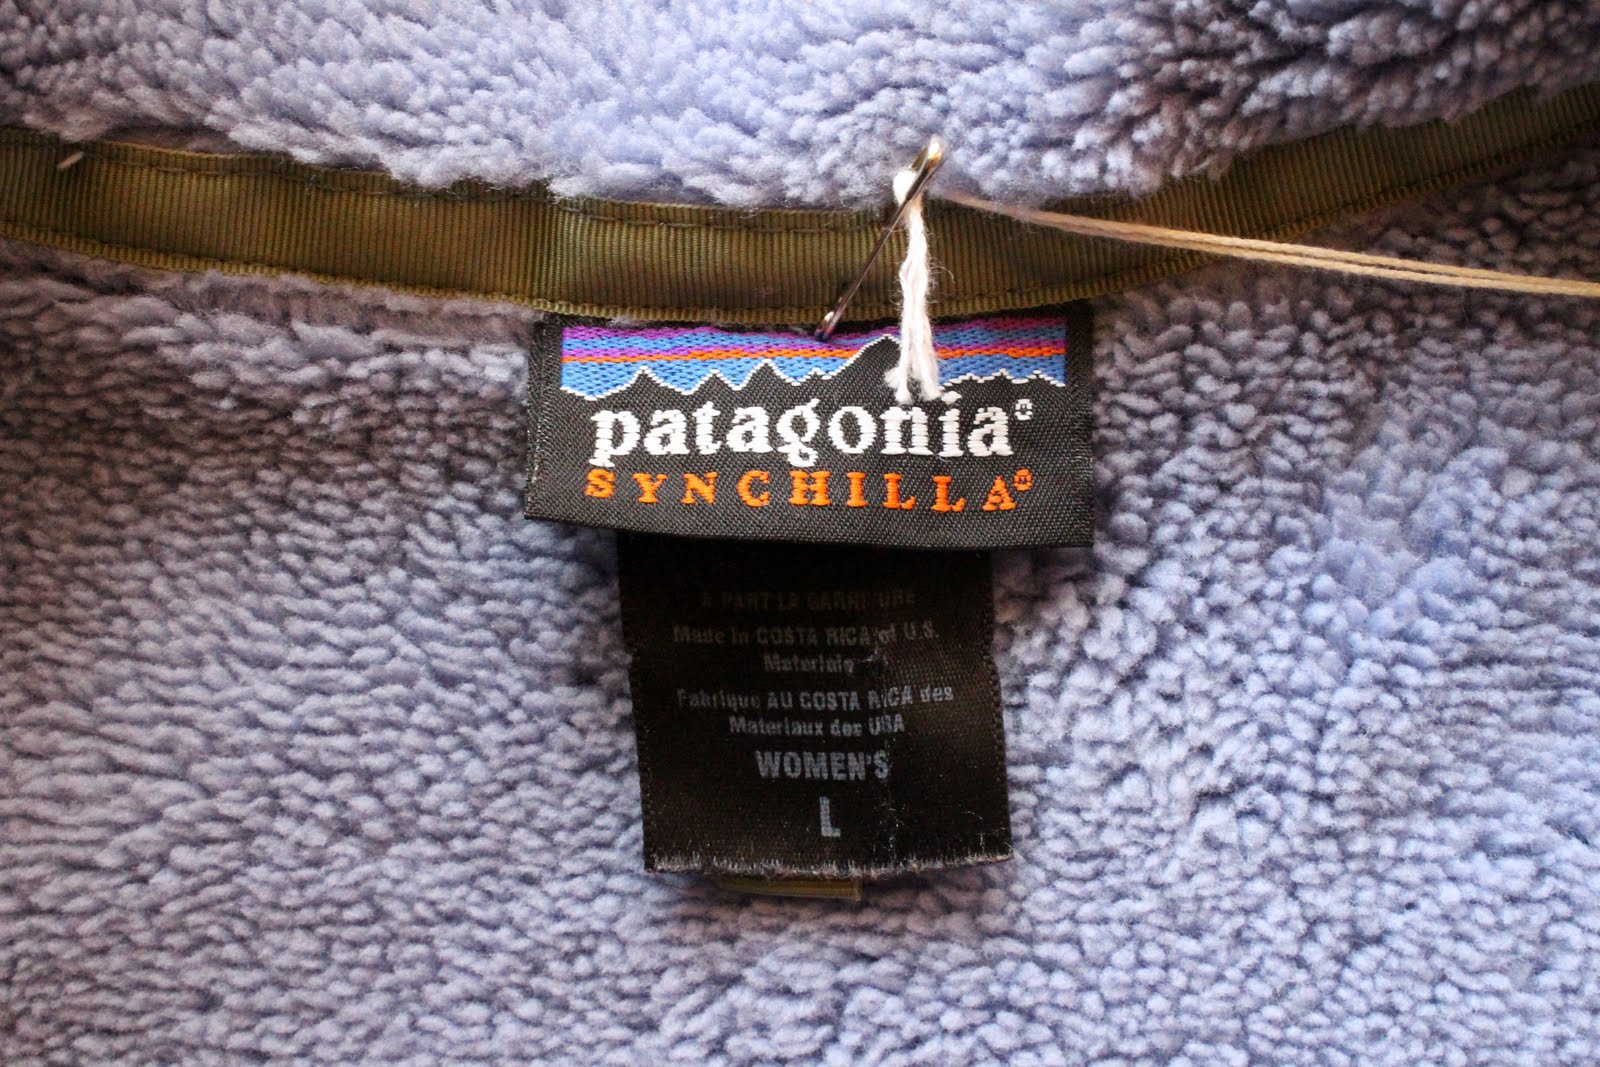 patagonia®
SYNCHILLA®
A PART LA GARNITURE
Made in COSTA RICA of U.S.
Materials
Fabrique AU COSTA RICA des
Materiaux des USA
WOMEN'S
L